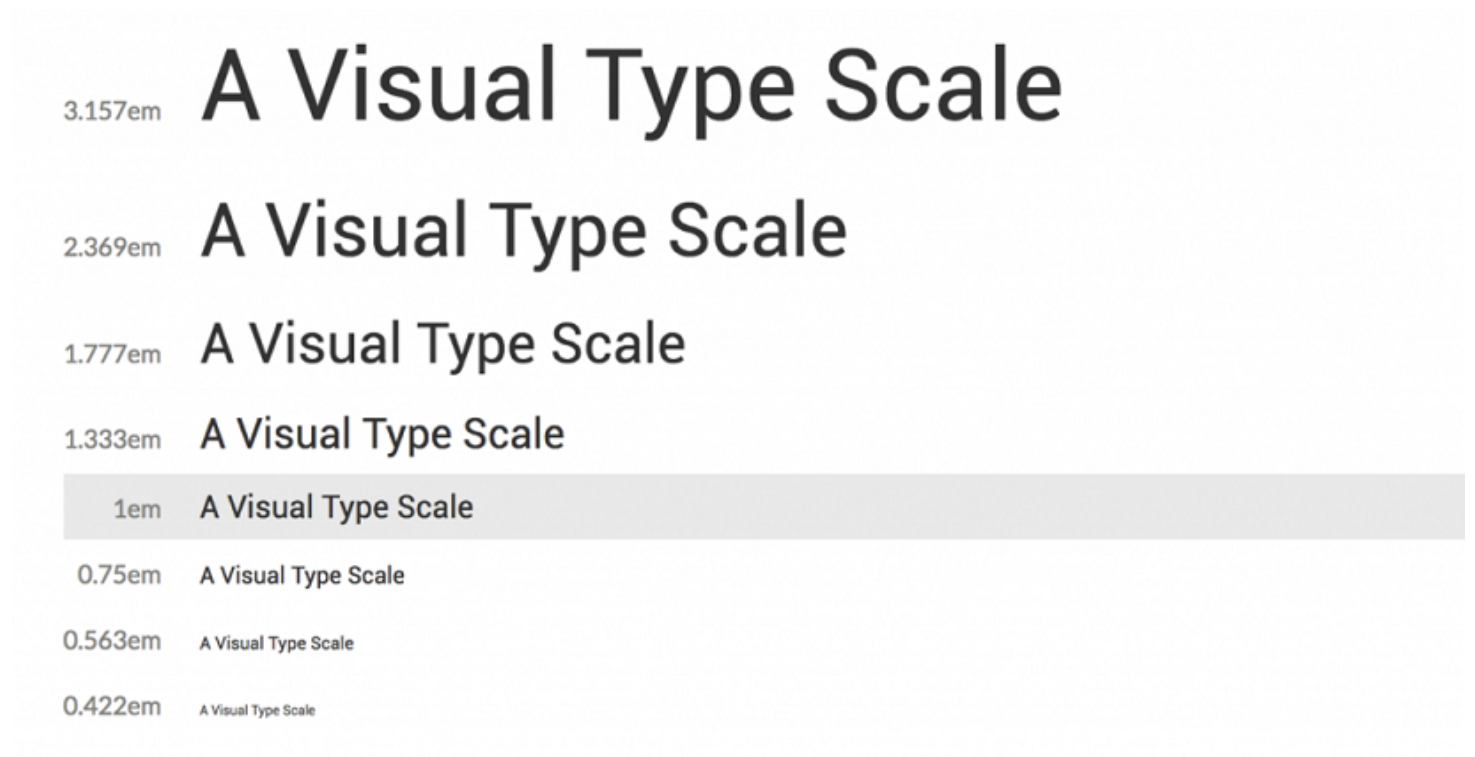 3.157em A Visual Type Scale
2.369em A Visual Type Scale
1.777em A Visual Type Scale
1.333em A Visual Type Scale
1em A Visual Type Scale
0.75em A Visual Type Scale
0.563em A Visual Type Scale
0.422em A Visual Type Scale